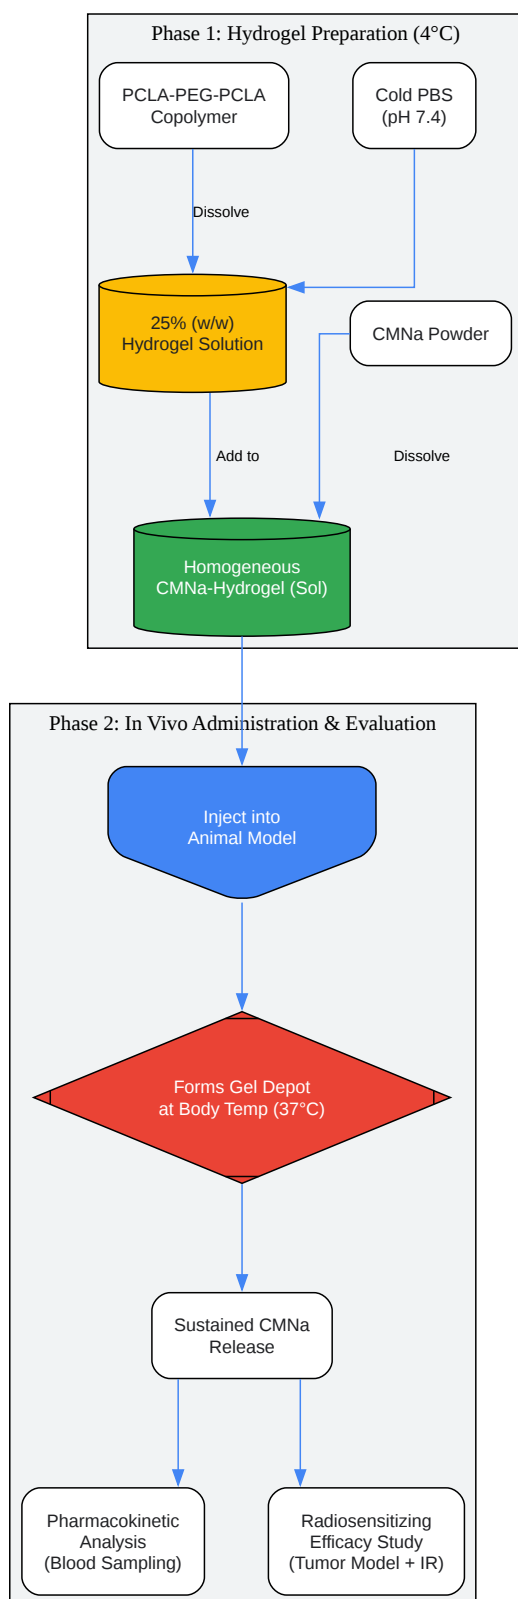 Phase 1: Hydrogel Preparation (4°C)
PCLA-PEG-PCLA
Copolymer
Cold PBS
(pH 7.4)
Dissolve
25% (w/w)
Hydrogel Solution
CMNa Powder
Add to
Dissolve
Homogeneous
CMNa-Hydrogel (Sol)
Phase 2: In Vivo Administration & Evaluation
Inject into
Animal Model
Forms Gel Depot
at Body Temp (37°C)
Sustained CMNa
Release
Pharmacokinetic
Analysis
(Blood Sampling)
Radiosensitizing
Efficacy Study
(Tumor Model + IR)